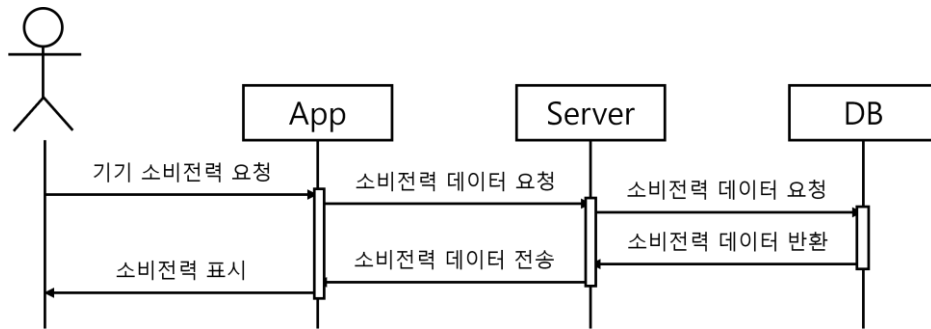 App
Server
DB
기기 소비전력 요청
소비전력 데이터 요청
소비전력 데이터 요청
소비전력 데이터 반환
소비전력 데이터 전송
소비전력 표시